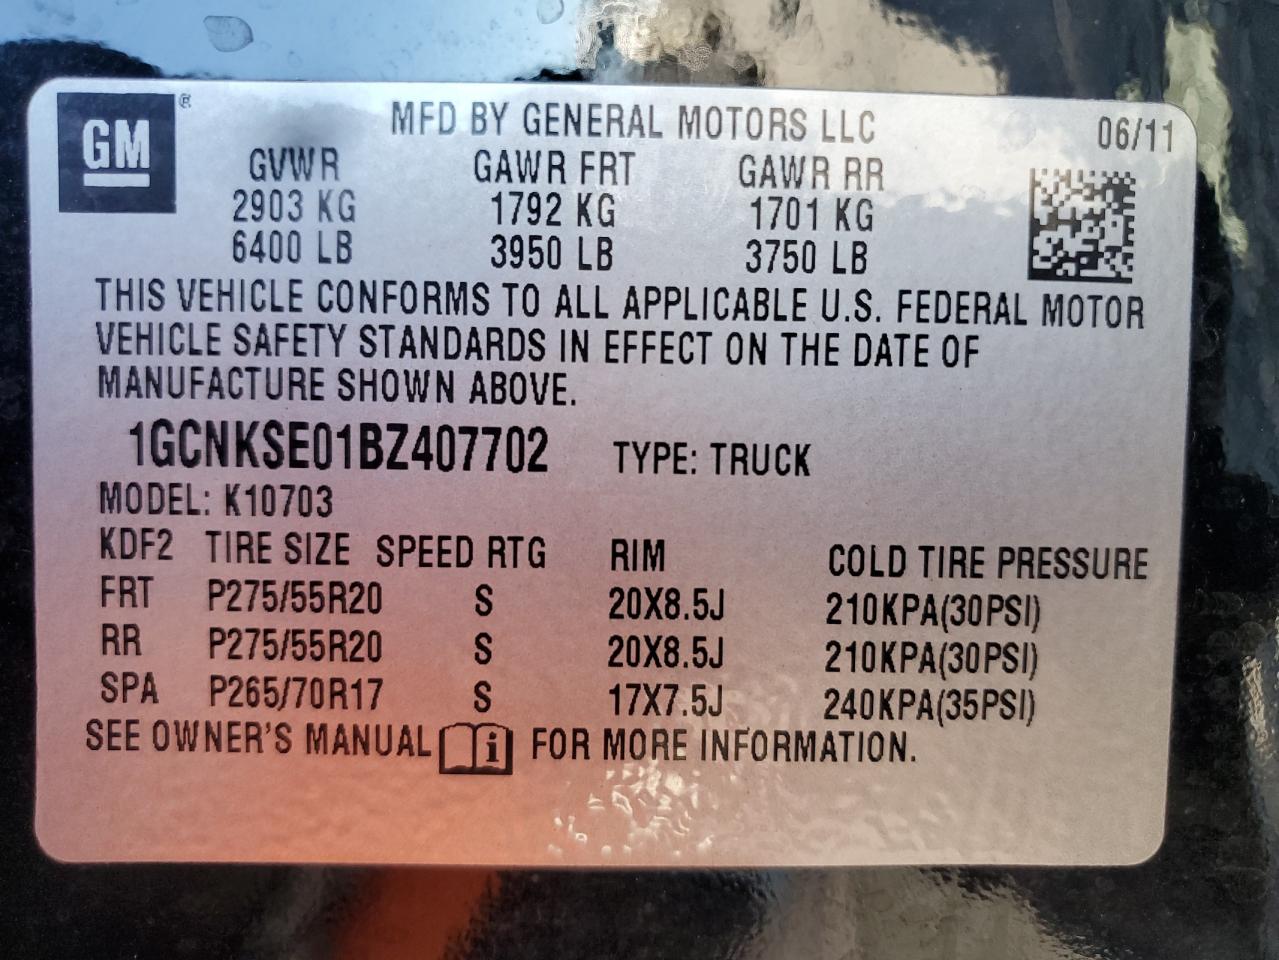 GM®
MFD BY GENERAL MOTORS LLC 06/11
GVWR GAWR FRT GAWR RR
2903 KG 1792 KG 1701 KG
6400 LB 3950 LB 3750 LB
THIS VEHICLE CONFORMS TO ALL APPLICABLE U.S. FEDERAL MOTOR
VEHICLE SAFETY STANDARDS IN EFFECT ON THE DATE OF
MANUFACTURE SHOWN ABOVE.
1GCNKSE01BZ407702 TYPE: TRUCK
MODEL: K10703
KDF2 TIRE SIZE SPEED RTG RIM COLD TIRE PRESSURE
FRT P275/55R20 S 20X8.5J 210KPA(30PSI)
RR P275/55R20 S 20X8.5J 210KPA(30PSI)
SPA P265/70R17 S 17X7.5J 240KPA(35PSI)
SEE OWNER'S MANUAL i FOR MORE INFORMATION.